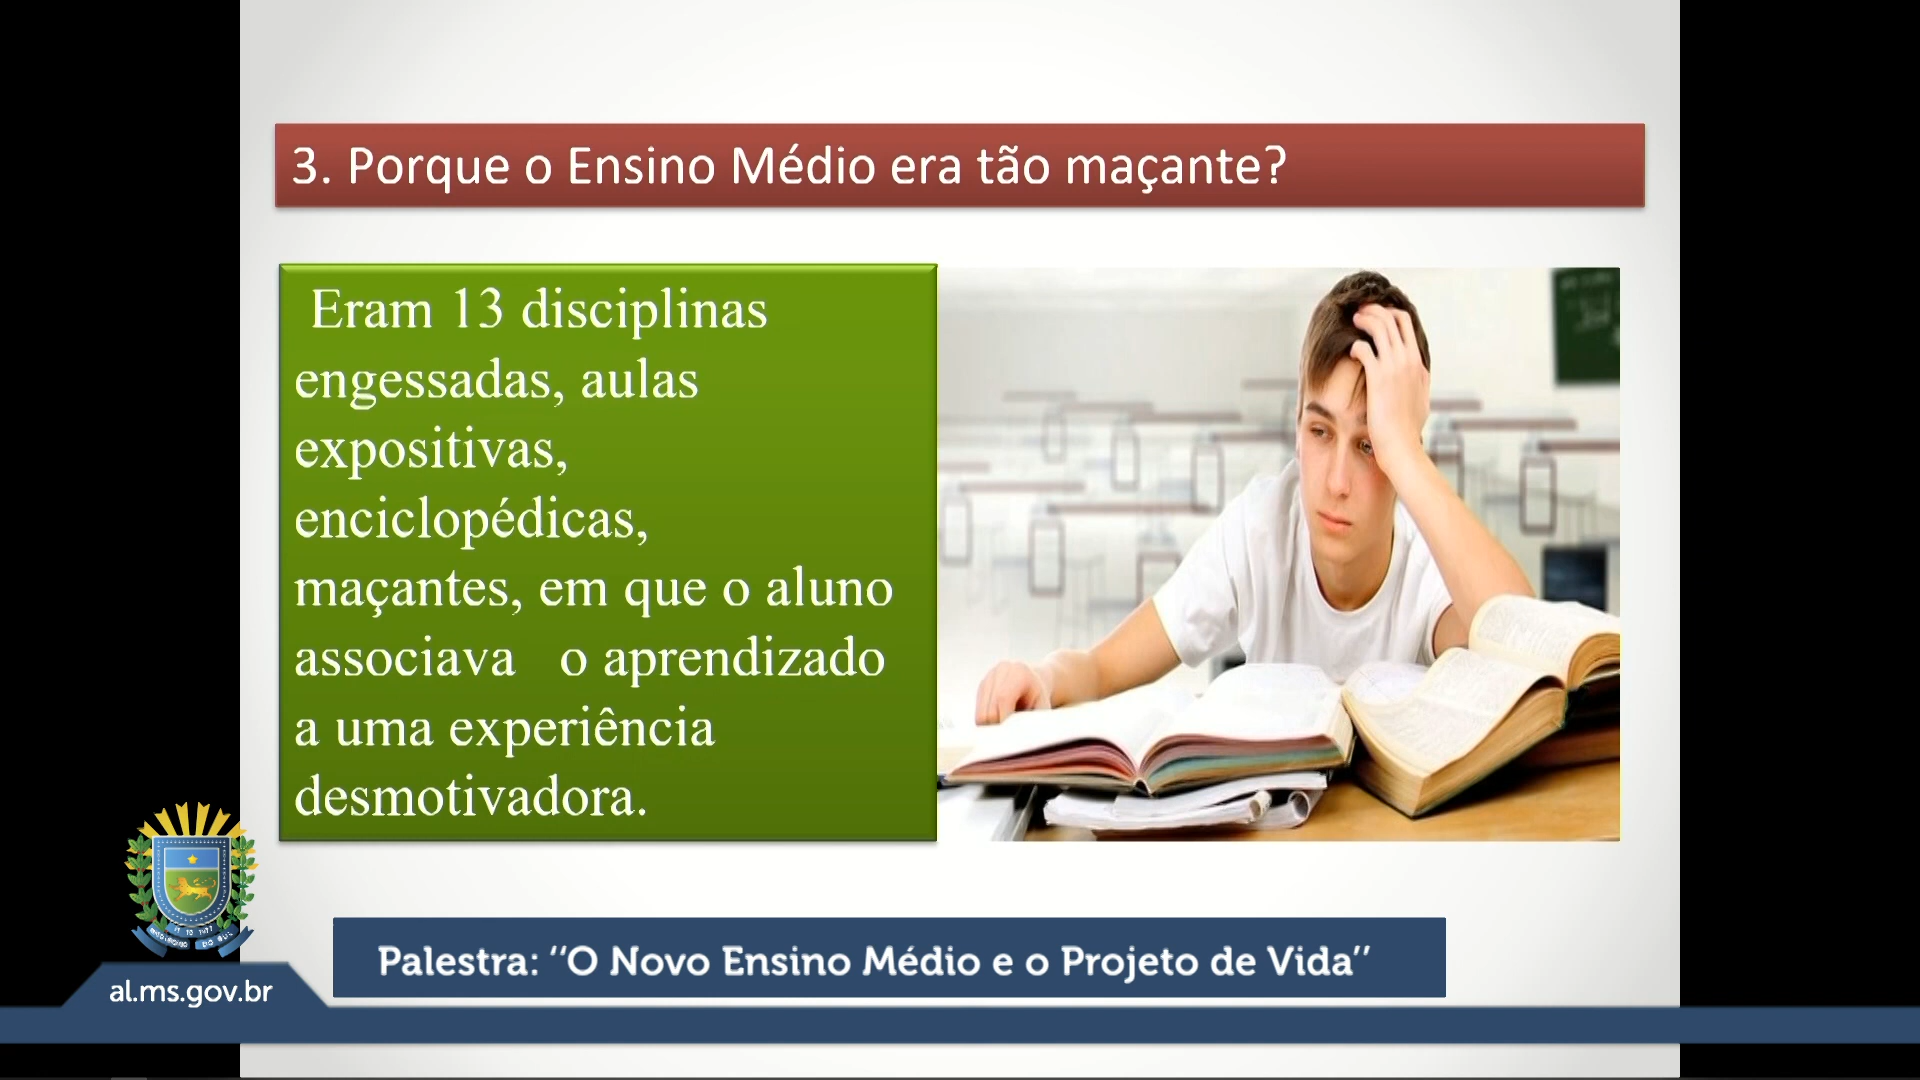 3. Porque o Ensino Médio era tão maçante?
Eram 13 disciplinas
engessadas, aulas
expositivas,
enciclopédicas,
maçantes, em que o aluno
associava o aprendizado
a uma experiência
desmotivadora.
Palestra: ‘‘O Novo Ensino Médio e o Projeto de Vida’’
al.ms.gov.br